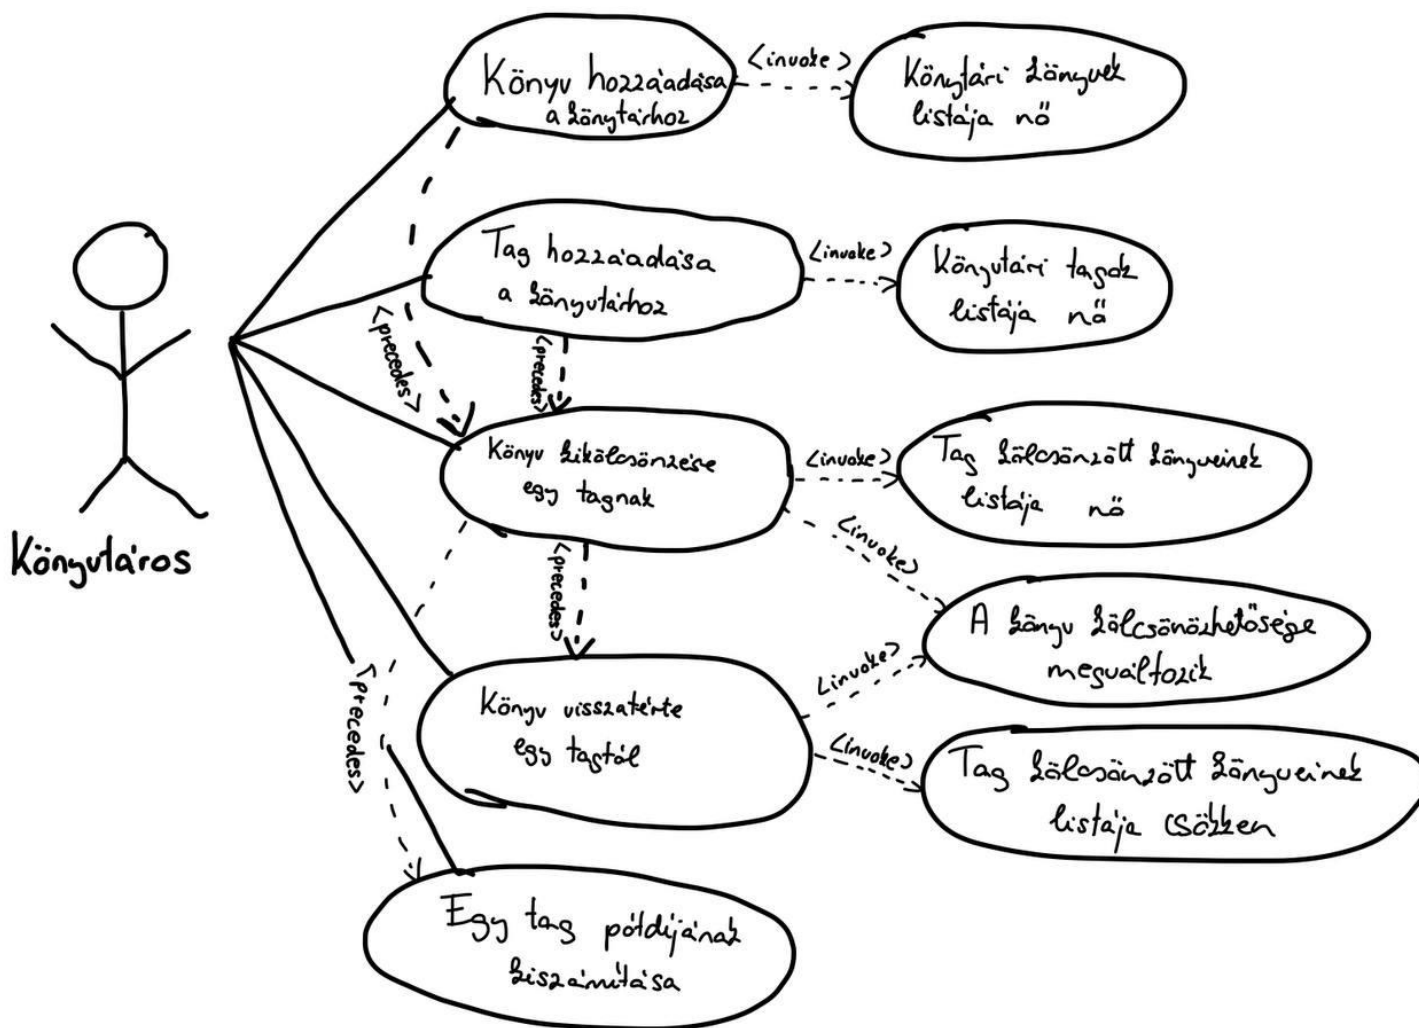 Könyv hozzáadása
a könytárhoz
<invoke>
Könytári könyvek
listája nő
Tag hozzáadása
a könyvtárhoz
<invoke>
Könyvtári tagok
listája nő
<precedes>
<precedes>
Könyv kikölcsönzése
egy tagnak
<invoke>
Tag kölcsönzött könyveinek
listája nő
Könyvtáros
<precedes>
<invoke>
A könyv kölcsönözhetősége
megváltozik
<precedes>
Könyv visszatérte
egy tagtól
<invoke>
<invoke>
Tag kölcsönzött könyveinek
listája csökken
Egy tag pótdíjának
kiszámítása